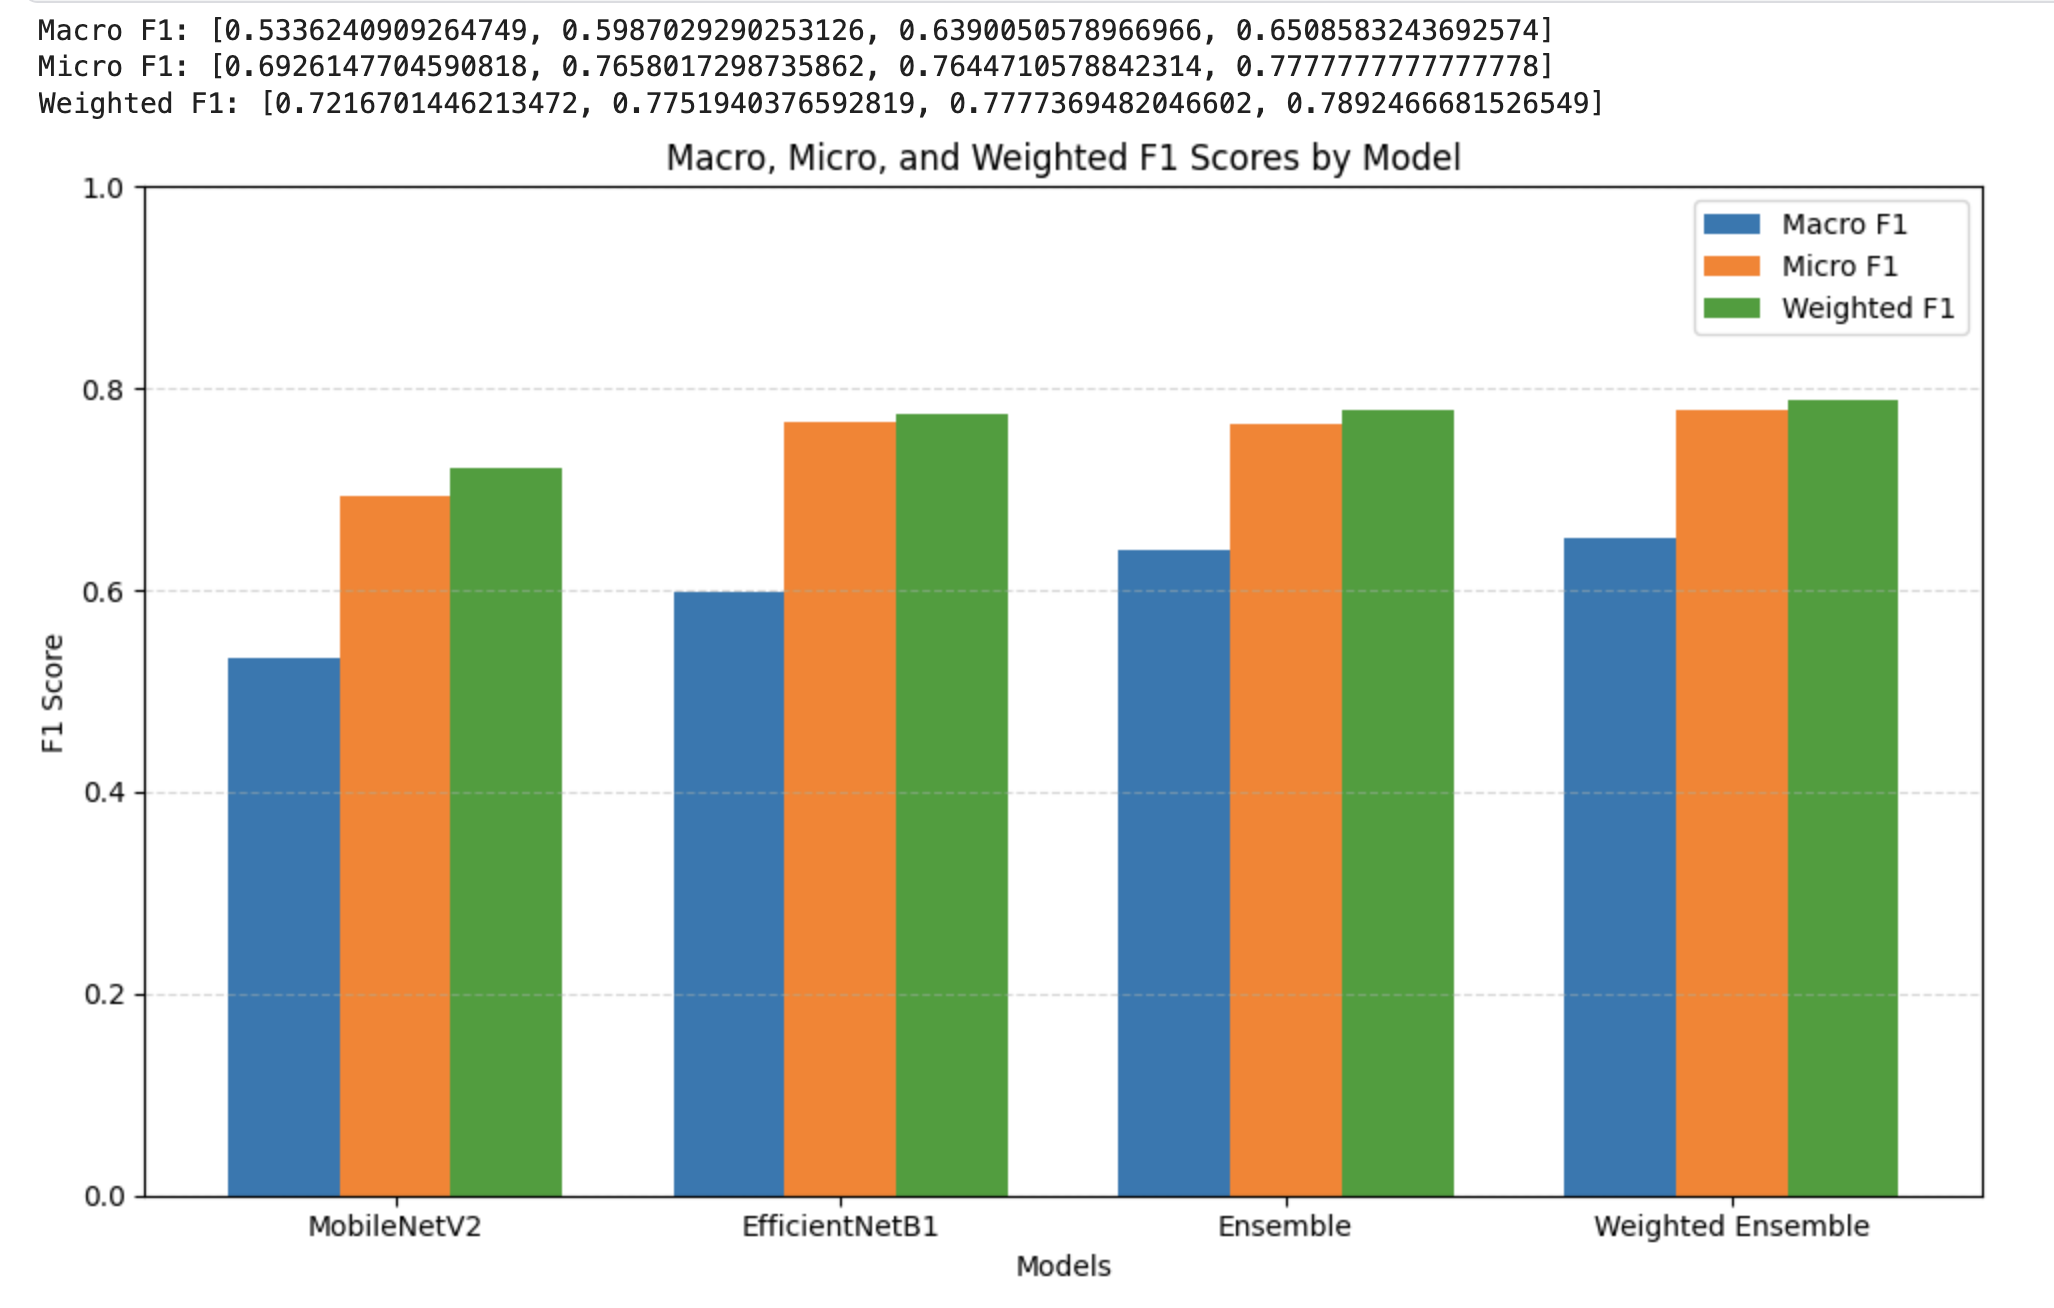 Macro F1: [0.5336240909264749, 0.5987029290253126, 0.6390050578966966, 0.6508583243692574]
Micro F1: [0.6926147704590818, 0.7658017298735862, 0.7644710578842314, 0.7777777777777778]
Weighted F1: [0.7216701446213472, 0.7751940376592819, 0.7777369482046602, 0.7892466681526549]
Macro, Micro, and Weighted F1 Scores by Model
1.0
0.8
0.6
0.4
0.2
0.0
F1 Score
Macro F1
Micro F1
Weighted F1
MobileNetV2
EfficientNetB1
Ensemble
Weighted Ensemble
Models